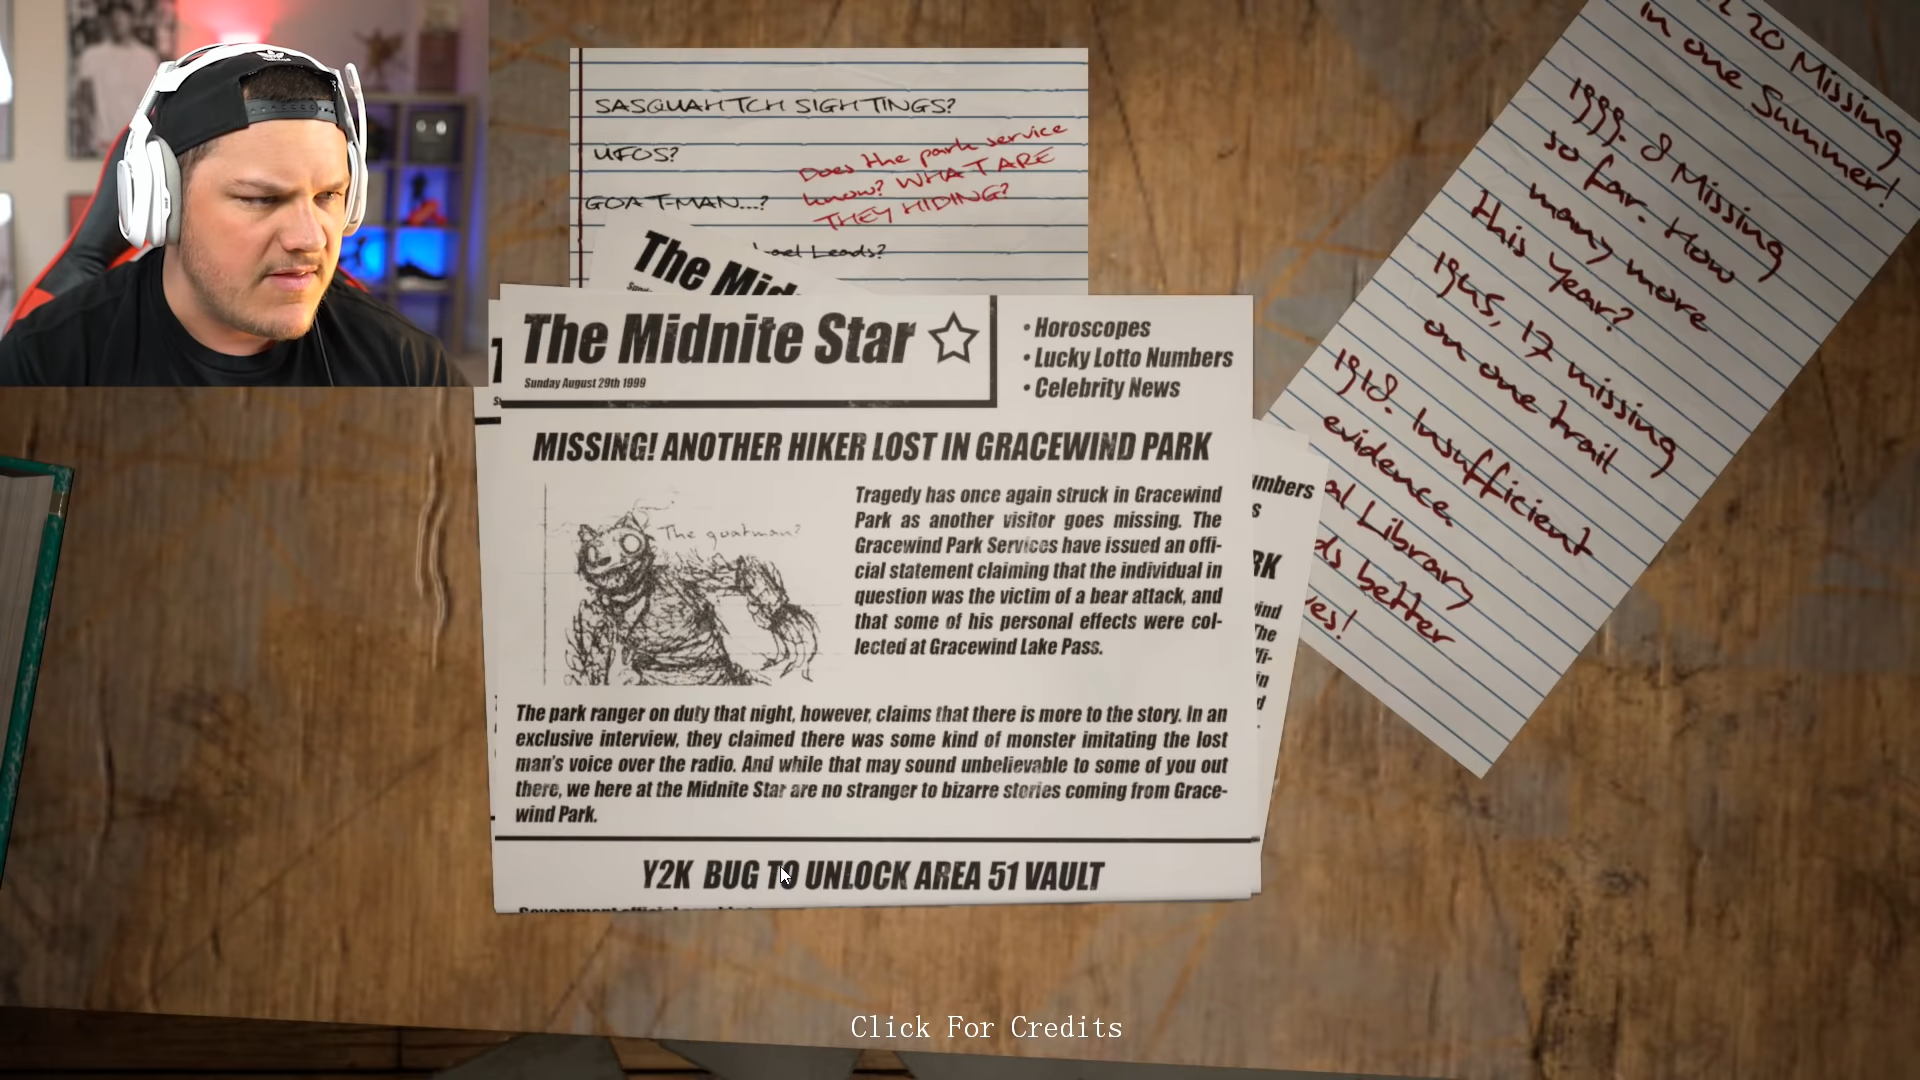 SASQUAHTCH SIGHTINGS?
UFOS?
GOATMAN...?
Does the park service
know? WHAT ARE
THEY HIDING?
Leads?
The Mid
The Midnite Star
Sunday August 29th 1999
• Horoscopes
• Lucky Lotto Numbers
• Celebrity News
MISSING! ANOTHER HIKER LOST IN GRACEWIND PARK
The goatman?
Tragedy has once again struck in Gracewind
Park as another visitor goes missing. The
Gracewind Park Services have issued an offi-
cial statement claiming that the individual in
question was the victim of a bear attack, and
that some of his personal effects were col-
lected at Gracewind Lake Pass.
The park ranger on duty that night, however, claims that there is more to the story. In an
exclusive interview, they claimed there was some kind of monster imitating the lost
man's voice over the radio. And while that may sound unbelievable to some of you out
there, we here at the Midnite Star are no stranger to bizarre stories coming from Grace-
wind Park.
Y2K BUG TO UNLOCK AREA 51 VAULT
20 Missing
in one Summer!
1999. 8 Missing
so far. How
many more
this year?
1945, 17 missing
on one trail
1918. Insufficient
evidence.
Library
better
Click For Credits